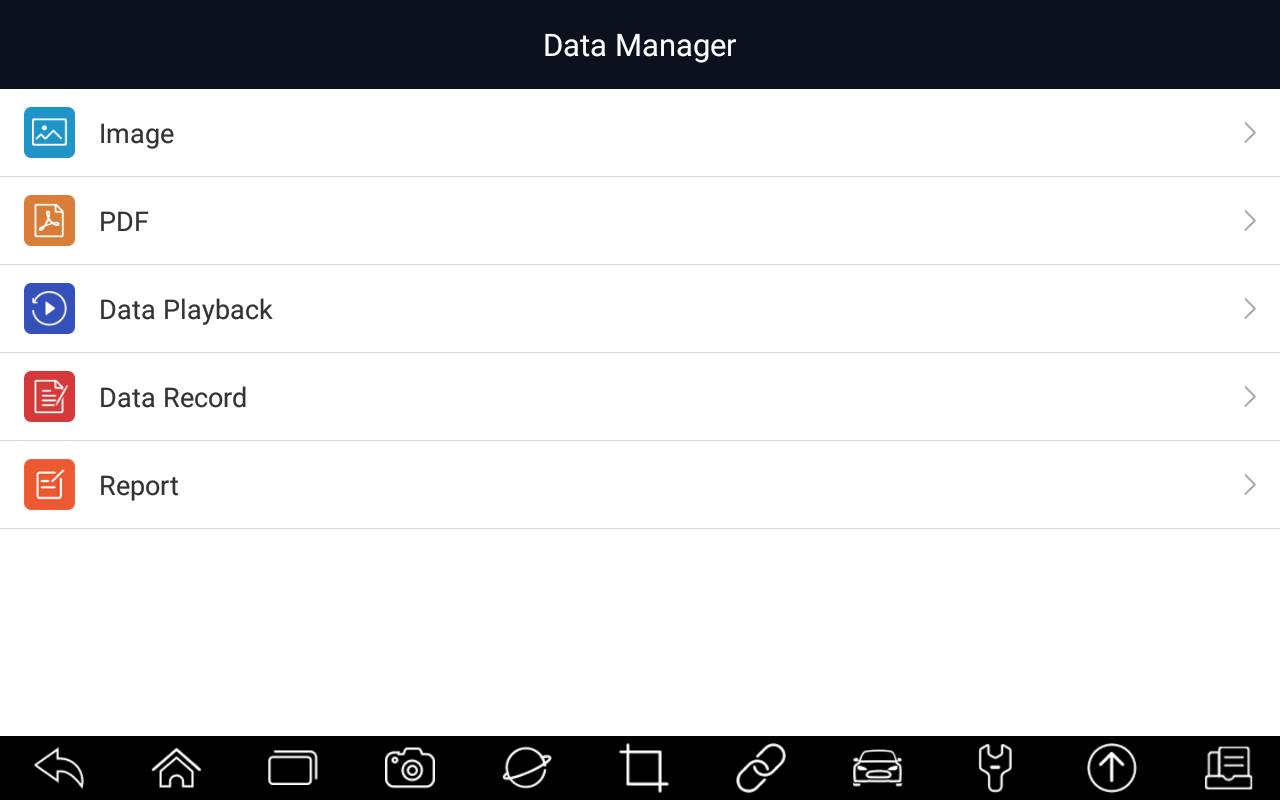 Data Manager
Image
PDF
Data Playback
Data Record
Report